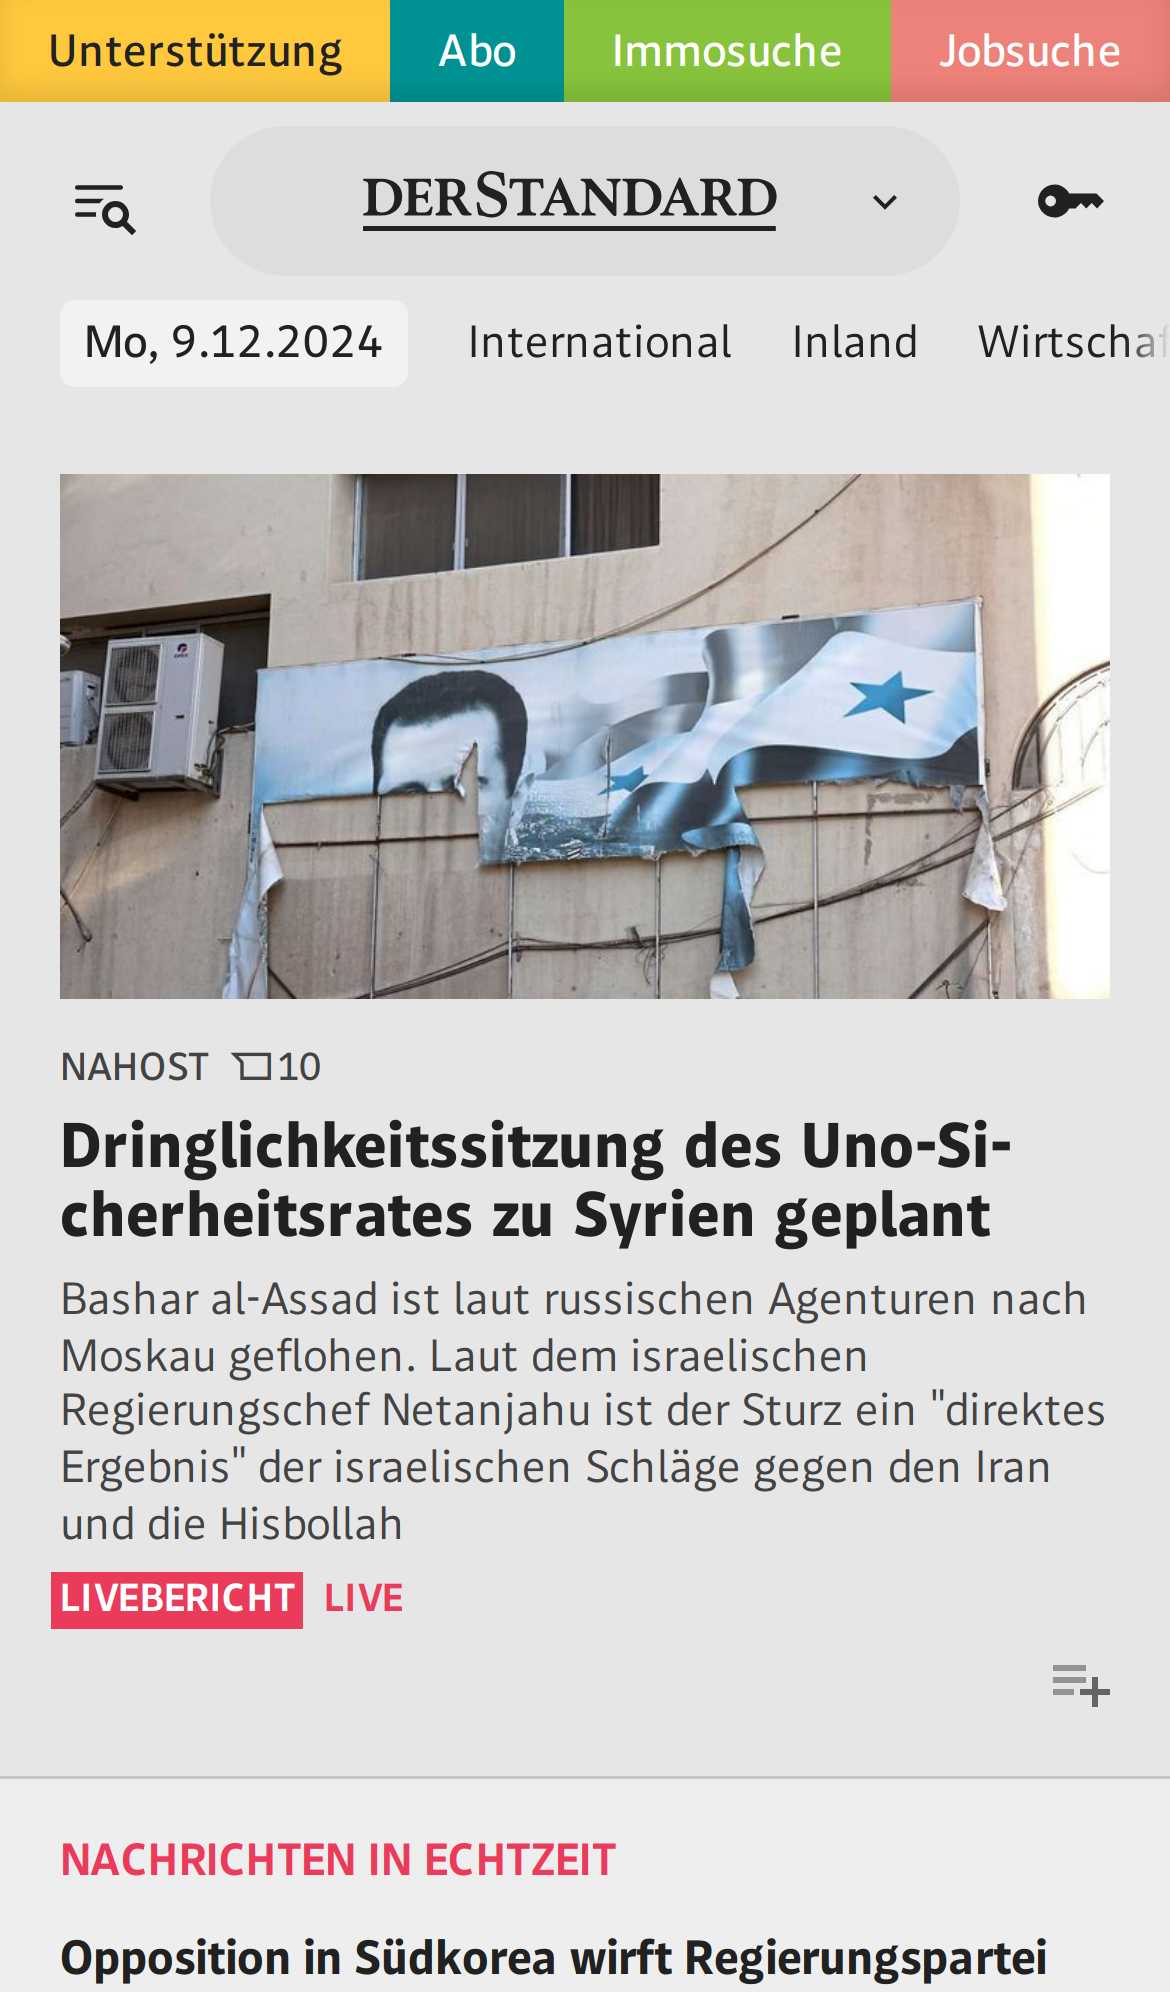 Unterstützung
Abo
Immosuche
Jobsuche
DERSTANDARD
Mo, 9.12.2024
International
Inland
Wirtschaf
NAHOST 10
Dringlichkeitssitzung des Uno-Si-
cherheitsrates zu Syrien geplant
Bashar al-Assad ist laut russischen Agenturen nach
Moskau geflohen. Laut dem israelischen
Regierungschef Netanjahu ist der Sturz ein "direktes
Ergebnis" der israelischen Schläge gegen den Iran
und die Hisbollah
LIVEBERICHT LIVE
NACHRICHTEN IN ECHTZEIT
Opposition in Südkorea wirft Regierungspartei